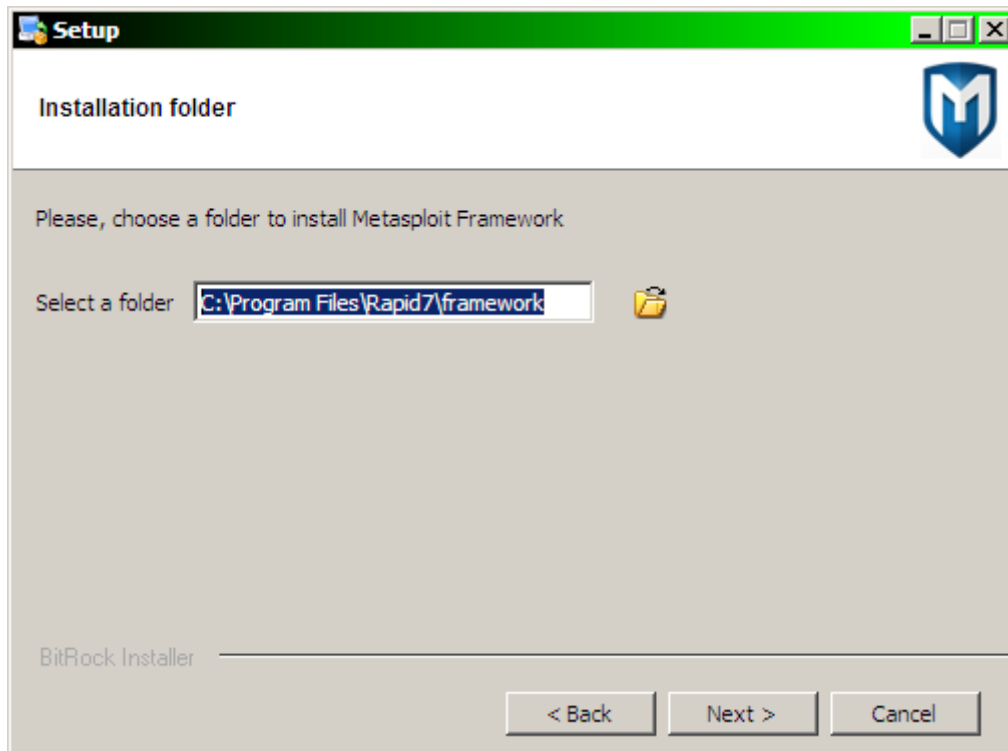 Setup
Installation folder
Please, choose a folder to install Metasploit Framework
Select a folder C:\Program Files\Rapid7\framework
BitRock Installer
< Back Next > Cancel